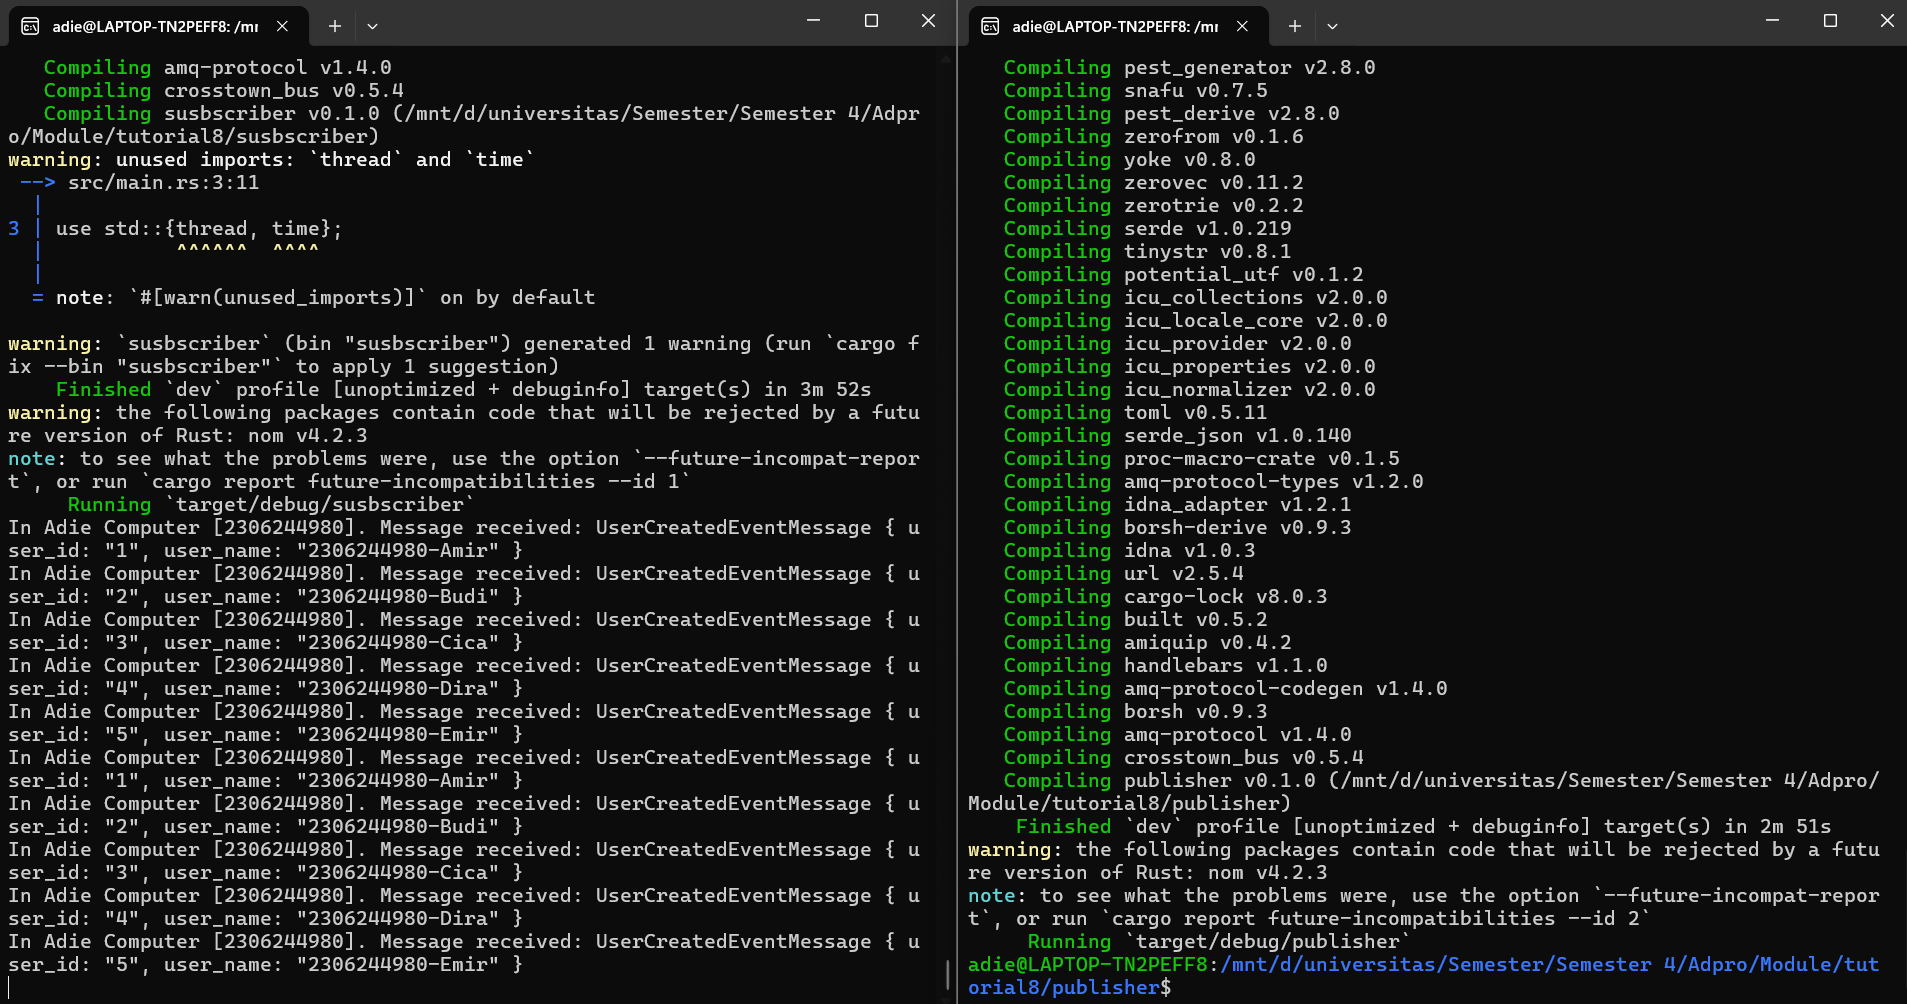 adie@LAPTOP-TN2PEFF8: /mr
   Compiling amq-protocol v1.4.0
   Compiling crosstown_bus v0.5.4
   Compiling susbscriber v0.1.0 (/mnt/d/universitas/Semester/Semester 4/Adpr
o/Module/tutorial8/susbscriber)
warning: unused imports: `thread` and `time`
 --> src/main.rs:3:11
  |
3 | use std::{thread, time};
  |           ^^^^^^  ^^^^
  |
  = note: `#[warn(unused_imports)]` on by default
warning: `susbscriber` (bin "susbscriber") generated 1 warning (run `cargo f
ix --bin "susbscriber"` to apply 1 suggestion)
    Finished `dev` profile [unoptimized + debuginfo] target(s) in 3m 52s
warning: the following packages contain code that will be rejected by a futu
re version of Rust: nom v4.2.3
note: to see what the problems were, use the option `--future-incompat-repor
t`, or run `cargo report future-incompatibilities --id 1`
     Running `target/debug/susbscriber`
In Adie Computer [2306244980]. Message received: UserCreatedEventMessage { u
ser_id: "1", user_name: "2306244980-Amir" }
In Adie Computer [2306244980]. Message received: UserCreatedEventMessage { u
ser_id: "2", user_name: "2306244980-Budi" }
In Adie Computer [2306244980]. Message received: UserCreatedEventMessage { u
ser_id: "3", user_name: "2306244980-Cica" }
In Adie Computer [2306244980]. Message received: UserCreatedEventMessage { u
ser_id: "4", user_name: "2306244980-Dira" }
In Adie Computer [2306244980]. Message received: UserCreatedEventMessage { u
ser_id: "5", user_name: "2306244980-Emir" }
In Adie Computer [2306244980]. Message received: UserCreatedEventMessage { u
ser_id: "1", user_name: "2306244980-Amir" }
In Adie Computer [2306244980]. Message received: UserCreatedEventMessage { u
ser_id: "2", user_name: "2306244980-Budi" }
In Adie Computer [2306244980]. Message received: UserCreatedEventMessage { u
ser_id: "3", user_name: "2306244980-Cica" }
In Adie Computer [2306244980]. Message received: UserCreatedEventMessage { u
ser_id: "4", user_name: "2306244980-Dira" }
In Adie Computer [2306244980]. Message received: UserCreatedEventMessage { u
ser_id: "5", user_name: "2306244980-Emir" }
adie@LAPTOP-TN2PEFF8: /mr
   Compiling pest_generator v2.8.0
   Compiling snafu v0.7.5
   Compiling pest_derive v2.8.0
   Compiling zerofrom v0.1.6
   Compiling yoke v0.8.0
   Compiling zerovec v0.11.2
   Compiling zerotrie v0.2.2
   Compiling serde v1.0.219
   Compiling tinystr v0.8.1
   Compiling potential_utf v0.1.2
   Compiling icu_collections v2.0.0
   Compiling icu_locale_core v2.0.0
   Compiling icu_provider v2.0.0
   Compiling icu_properties v2.0.0
   Compiling icu_normalizer v2.0.0
   Compiling toml v0.5.11
   Compiling serde_json v1.0.140
   Compiling proc-macro-crate v0.1.5
   Compiling amq-protocol-types v1.2.0
   Compiling idna_adapter v1.2.1
   Compiling borsh-derive v0.9.3
   Compiling idna v1.0.3
   Compiling url v2.5.4
   Compiling cargo-lock v8.0.3
   Compiling built v0.5.2
   Compiling amiquip v0.4.2
   Compiling handlebars v1.1.0
   Compiling amq-protocol-codegen v1.4.0
   Compiling borsh v0.9.3
   Compiling amq-protocol v1.4.0
   Compiling crosstown_bus v0.5.4
   Compiling publisher v0.1.0 (/mnt/d/universitas/Semester/Semester 4/Adpro/
Module/tutorial8/publisher)
    Finished `dev` profile [unoptimized + debuginfo] target(s) in 2m 51s
warning: the following packages contain code that will be rejected by a futu
re version of Rust: nom v4.2.3
note: to see what the problems were, use the option `--future-incompat-repor
t`, or run `cargo report future-incompatibilities --id 2`
     Running `target/debug/publisher`
adie@LAPTOP-TN2PEFF8:/mnt/d/universitas/Semester/Semester 4/Adpro/Module/tut
orial8/publisher$